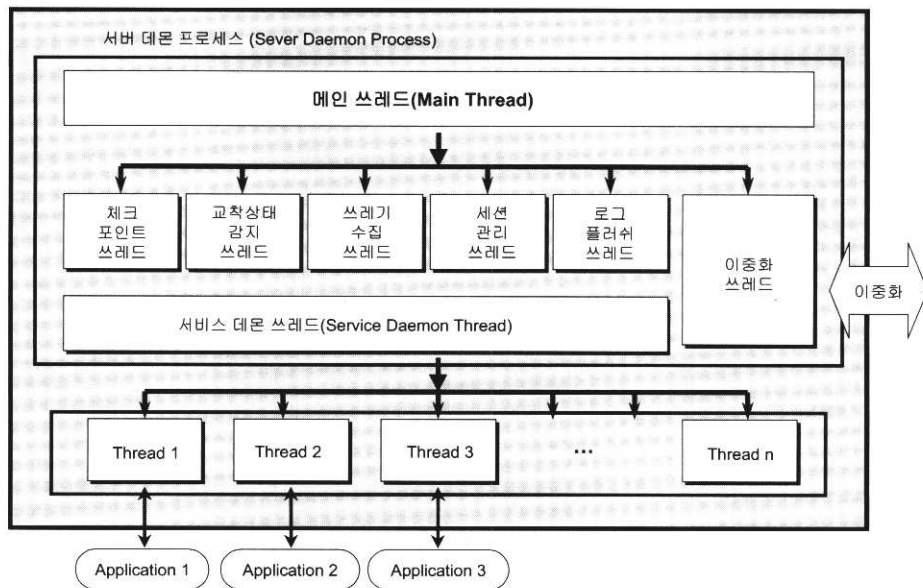 서버 데몬 프로세스 (Sever Daemon Process)
메인 쓰레드(Main Thread)
체크
포인트
쓰레드
교착상태
감지
쓰레드
쓰레기
수집
쓰레드
세션
관리
쓰레드
로그
플러쉬
쓰레드
이중화
쓰레드
이중화
서비스 데몬 쓰레드(Service Daemon Thread)
Thread 1
Thread 2
Thread 3
...
Thread n
Application 1
Application 2
Application 3